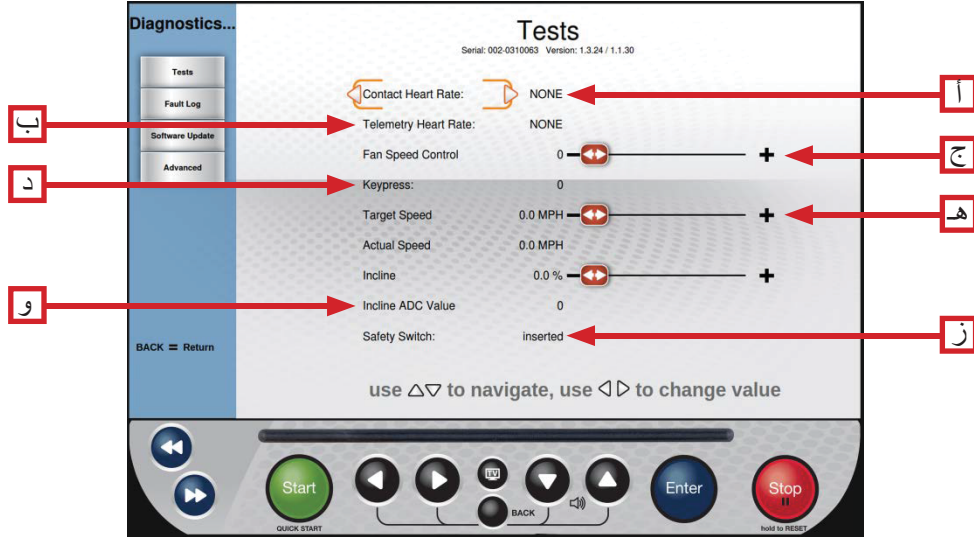 Diagnostics...
Tests
Serial: 002-0310063 Version: 1.3.24 / 1.1.30
Tests
Fault Log
Software Update
Advanced
BACK = Return
Contact Heart Rate: NONE
أ
ب
Telemetry Heart Rate: NONE
Fan Speed Control 0 - +
ج
د
Keypress: 0
Target Speed 0.0 MPH - +
هـ
Actual Speed 0.0 MPH
Incline 0.0 % - +
و
Incline ADC Value 0
Safety Switch: inserted
ز
use △▽ to navigate, use ◁ ▷ to change value
Start
QUICK START
TV
BACK
Enter
Stop
hold to RESET